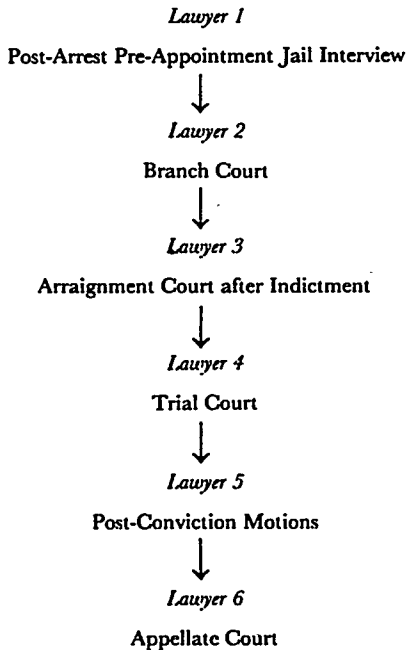 Lawyer 1
Post-Arrest Pre-Appointment Jail Interview
Lawyer 2
Branch Court
Lawyer 3
Arraignment Court after Indictment
Lawyer 4
Trial Court
Lawyer 5
Post-Conviction Motions
Lawyer 6
Appellate Court